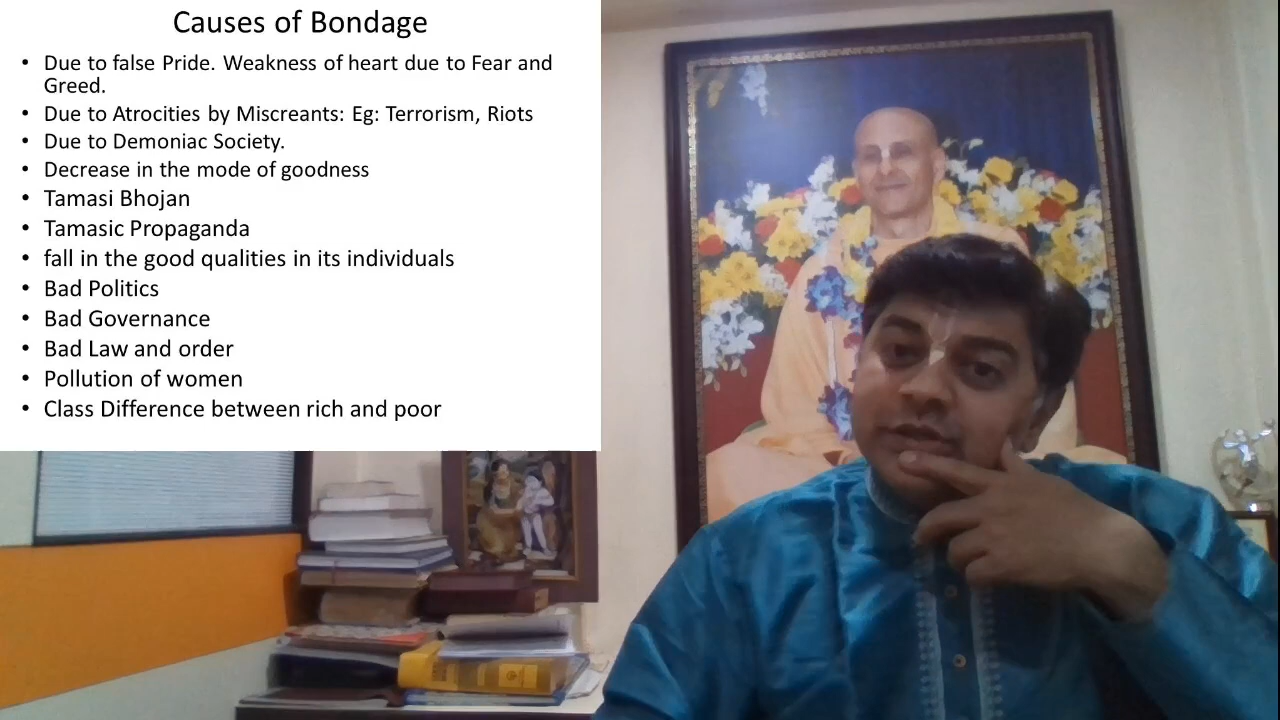 Causes of Bondage
• Due to false Pride. Weakness of heart due to Fear and
Greed.
• Due to Atrocities by Miscreants: Eg: Terrorism, Riots
• Due to Demoniac Society.
• Decrease in the mode of goodness
• Tamasi Bhojan
• Tamasic Propaganda
• fall in the good qualities in its individuals
• Bad Politics
• Bad Governance
• Bad Law and order
• Pollution of women
• Class Difference between rich and poor